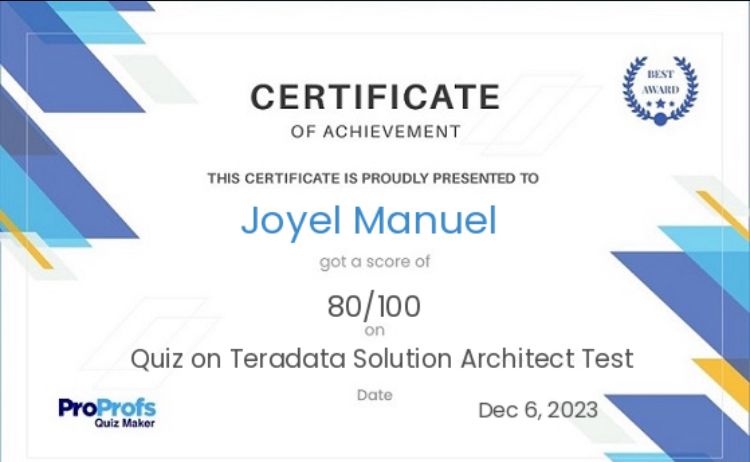 CERTIFICATE
OF ACHIEVEMENT
BEST
AWARD
THIS CERTIFICATE IS PROUDLY PRESENTED TO
Joyel Manuel
got a score of
80/100
on
Quiz on Teradata Solution Architect Test
Date
Dec 6, 2023
ProProfs
Quiz Maker